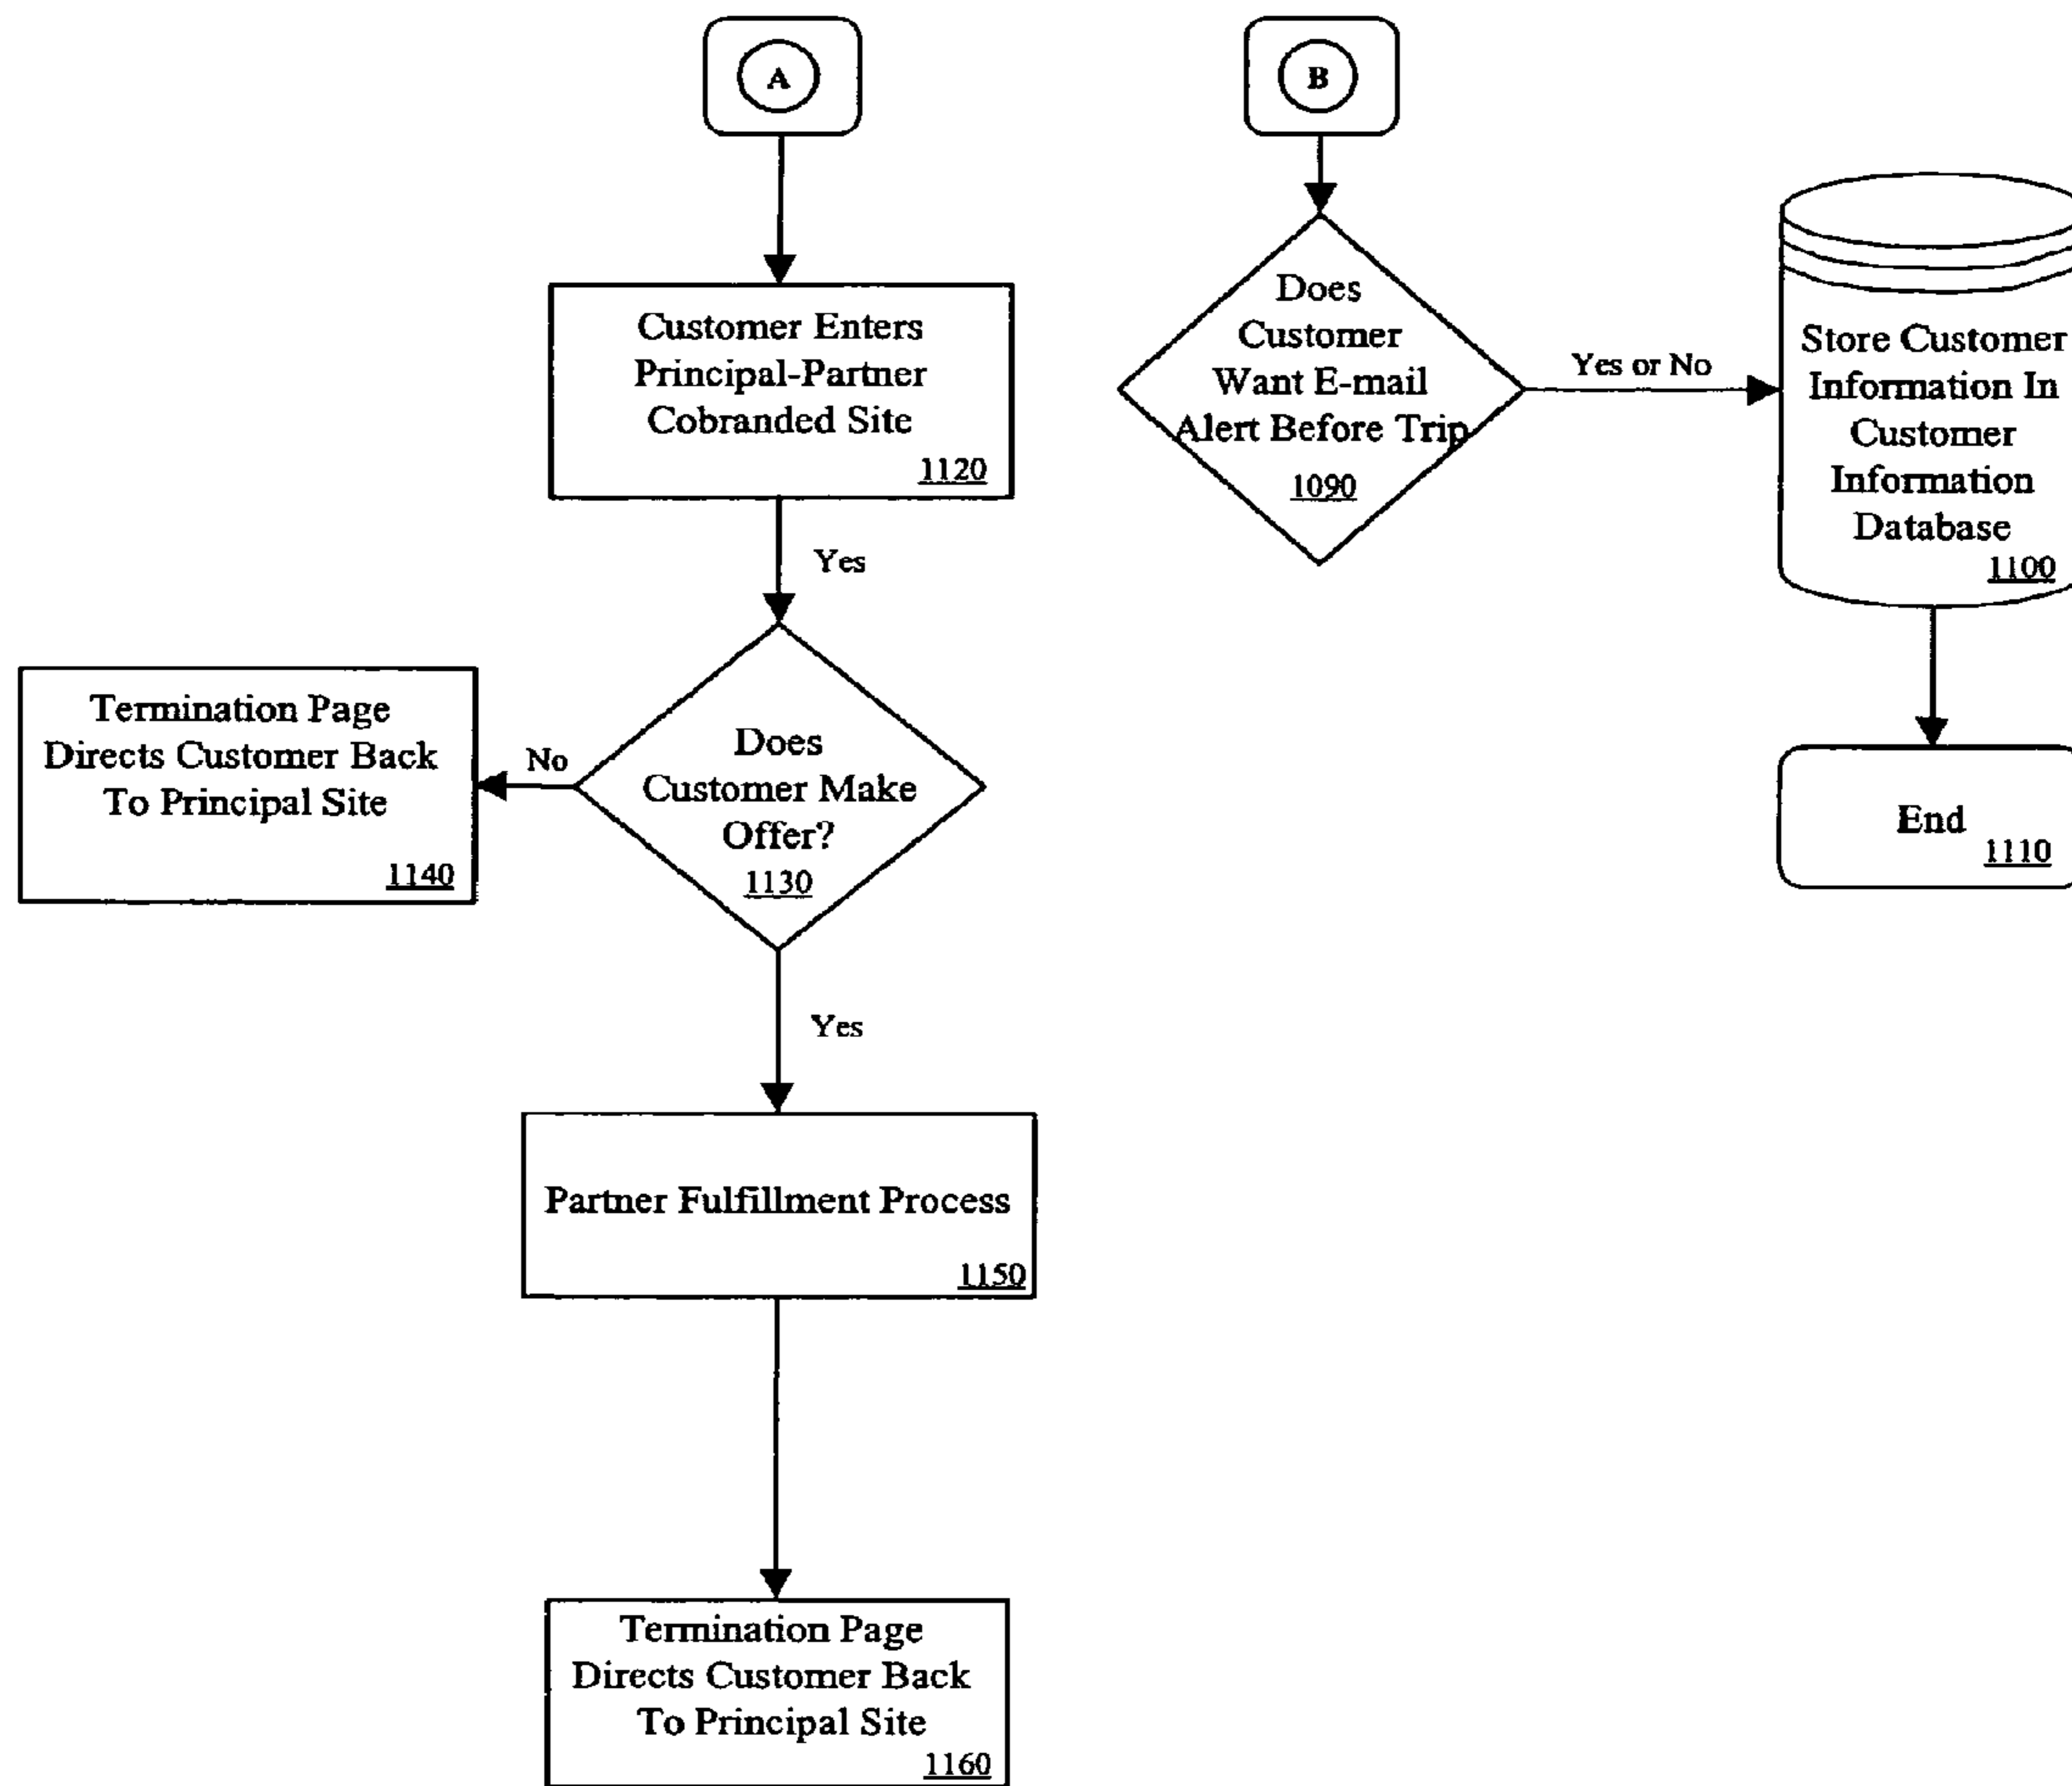 A
Customer Enters
Principal-Partner
Cobranded Site
1120
Yes
Does
Customer Make
Offer?
1130
No
Termination Page
Directs Customer Back
To Principal Site
1140
Yes
Partner Fulfillment Process
1150
Termination Page
Directs Customer Back
To Principal Site
1160
B
Does
Customer
Want E-mail
Alert Before Trip
1090
Yes or No
Store Customer
Information In
Customer
Information
Database
1100
End
1110